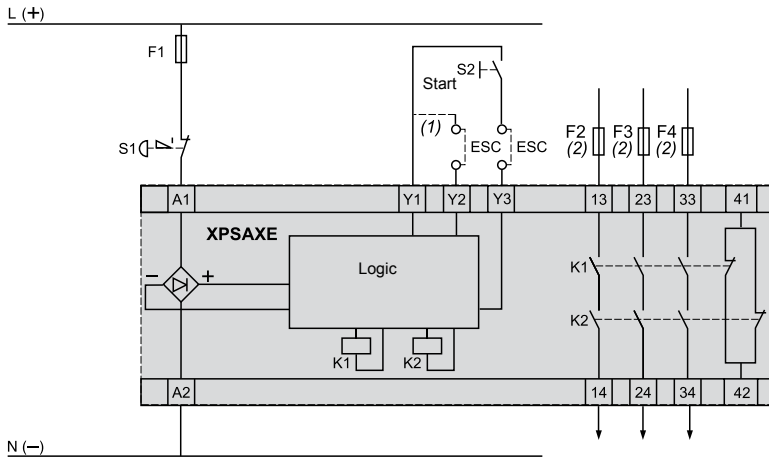 L (+)
F1
S2
Start
(1)
ESC
ESC
S1
F2
(2)
F3
(2)
F4
(2)
A1
Y1
Y2
Y3
13
23
33
41
XPSAXE
Logic
−
+
K1
K2
K1
K2
A2
14
24
34
42
N (−)